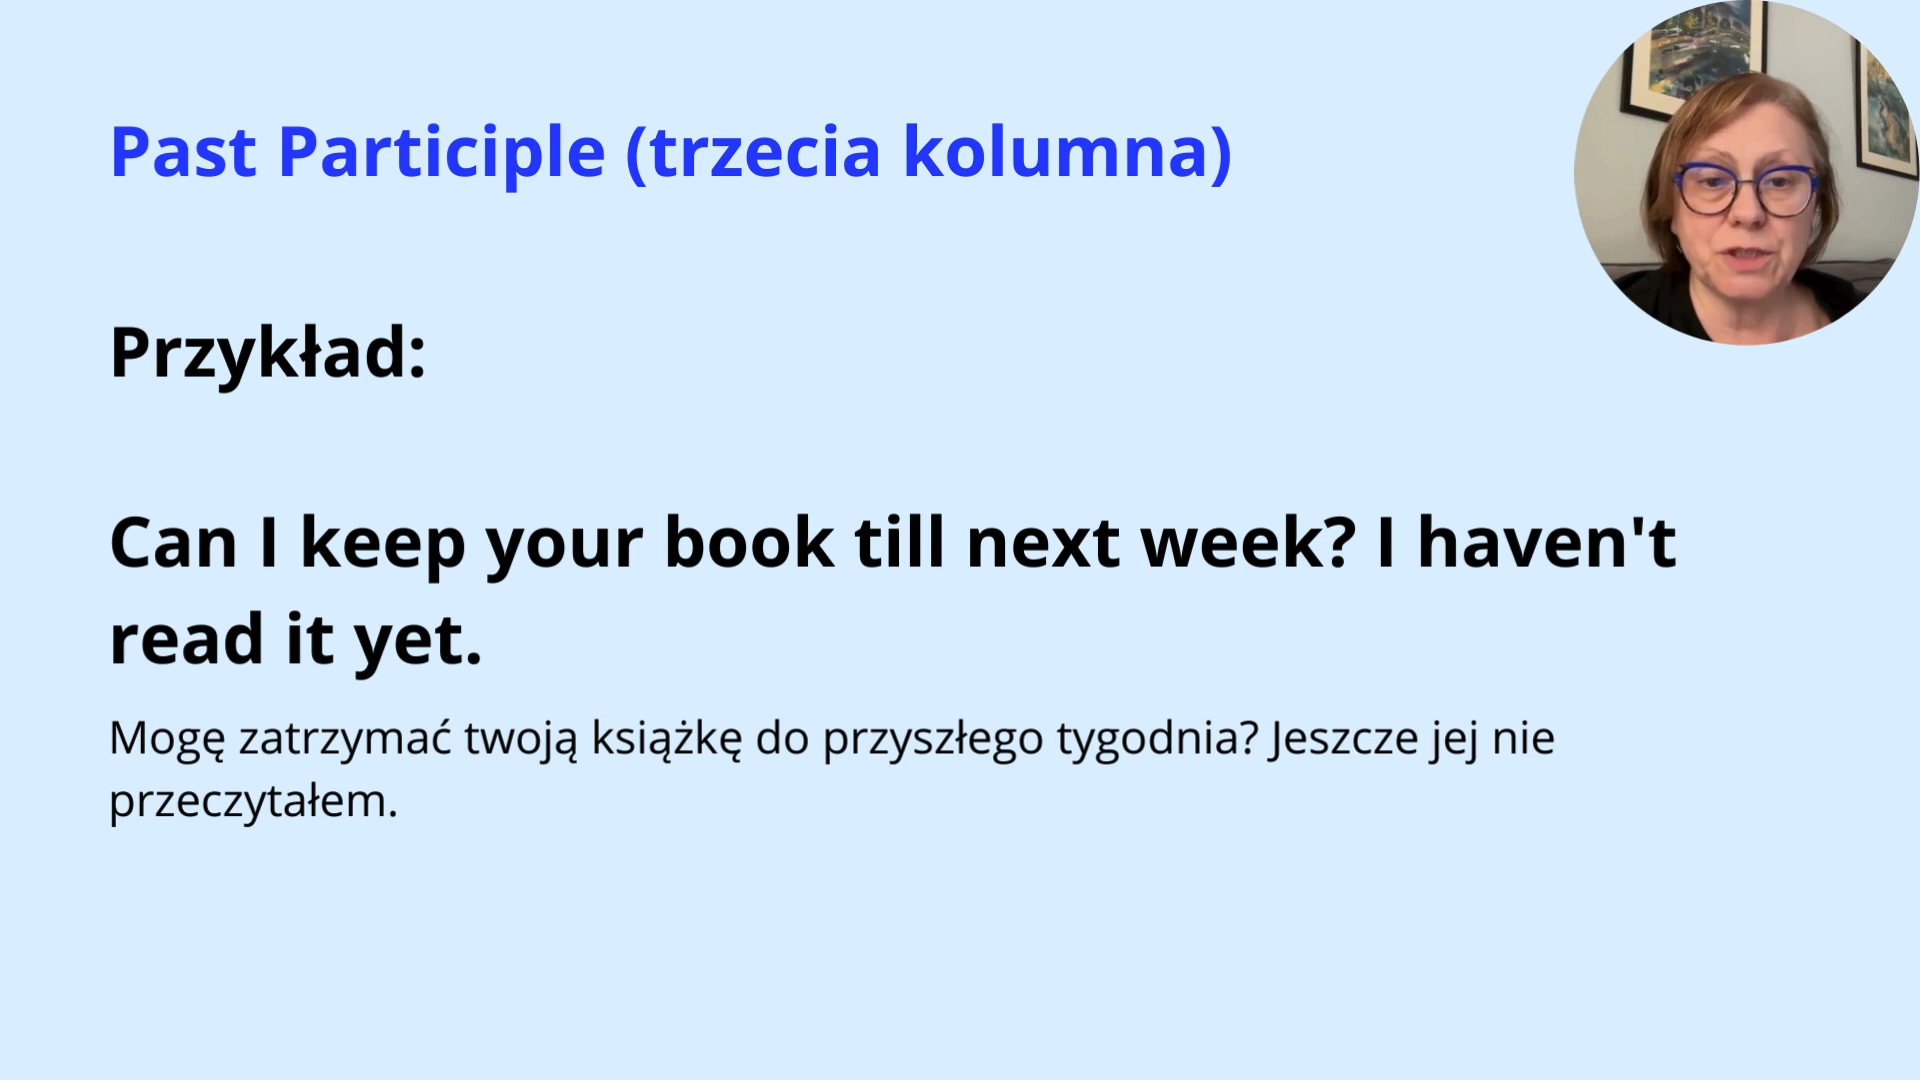 Past Participle (trzecia kolumna)
Przykład:
Can I keep your book till next week? I haven't
read it yet.
Mogę zatrzymać twoją książkę do przyszłego tygodnia? Jeszcze jej nie
przeczytałem.